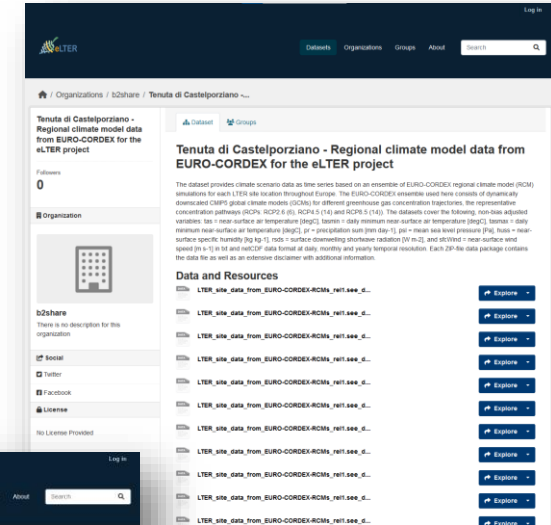 Log in
eLTER
Datasets Organizations Groups About Search
/ Organizations / b2share / Tenuta di Castelporziano -...
Tenuta di Castelporziano - Regional climate model data from EURO-CORDEX for the eLTER project
Followers
0
Organization
b2share
There is no description for this
organization
Social
Twitter
Facebook
License
No License Provided
Dataset Groups
Tenuta di Castelporziano - Regional climate model data from
EURO-CORDEX for the eLTER project
The dataset provides climate scenario data as time series based on an ensemble of EURO-CORDEX regional climate model (RCM)
simulations for each LTER site location throughout Europe. The EURO-CORDEX ensemble used here consists of dynamically
downscaled CMIP5 global climate models (GCMs) for different greenhouse gas concentration trajectories, the representative
concentration pathways (RCPs: RCP2.6 (6), RCP4.5 (14) and RCP8.5 (14)). The datasets cover the following, non-bias adjusted
variables: tas = near-surface air temperature [degC], tasmin = daily minimum near-surface air temperature [degC], tasmax = daily
minimum near-surface air temperature [degC], pr = precipitation sum [mm day-1], psl = mean sea level pressure [Pa], huss = near-
surface specific humidity [kg kg-1], rsds = surface downwelling shortwave radiation [W m-2], and sfcWind = near-surface wind
speed [m s-1] in txt and netCDF data format at daily, monthly and yearly temporal resolution. Each ZIP-file data package contains
the data file as well as an extensive disclaimer with additional information.
Data and Resources
LTER_site_data_from_EURO-CORDEX-RCMs_rel1.see_d... Explore
LTER_site_data_from_EURO-CORDEX-RCMs_rel1.see_d... Explore
LTER_site_data_from_EURO-CORDEX-RCMs_rel1.see_d... Explore
LTER_site_data_from_EURO-CORDEX-RCMs_rel1.see_d... Explore
LTER_site_data_from_EURO-CORDEX-RCMs_rel1.see_d... Explore
LTER_site_data_from_EURO-CORDEX-RCMs_rel1.see_d... Explore
LTER_site_data_from_EURO-CORDEX-RCMs_rel1.see_d... Explore
LTER_site_data_from_EURO-CORDEX-RCMs_rel1.see_d... Explore
LTER_site_data_from_EURO-CORDEX-RCMs_rel1.see_d... Explore
LTER_site_data_from_EURO-CORDEX-RCMs_rel1.see_d... Explore
LTER_site_data_from_EURO-CORDEX-RCMs_rel1.see_d... Explore
Log in
About Search